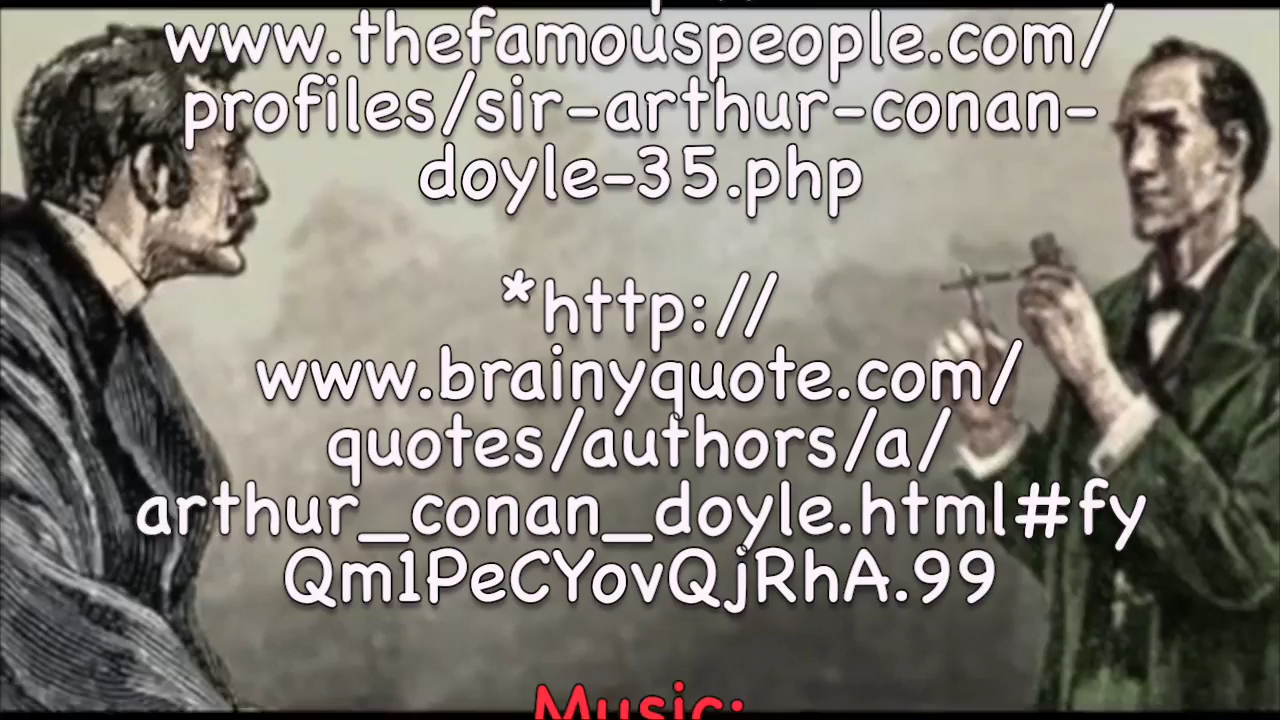 www.thefamouspeople.com/
profiles/sir-arthur-conan-
doyle-35.php
*http://
www.brainyquote.com/
quotes/authors/a/
arthur_conan_doyle.html#fy
Qm1PeCYovQjRhA.99
Music: